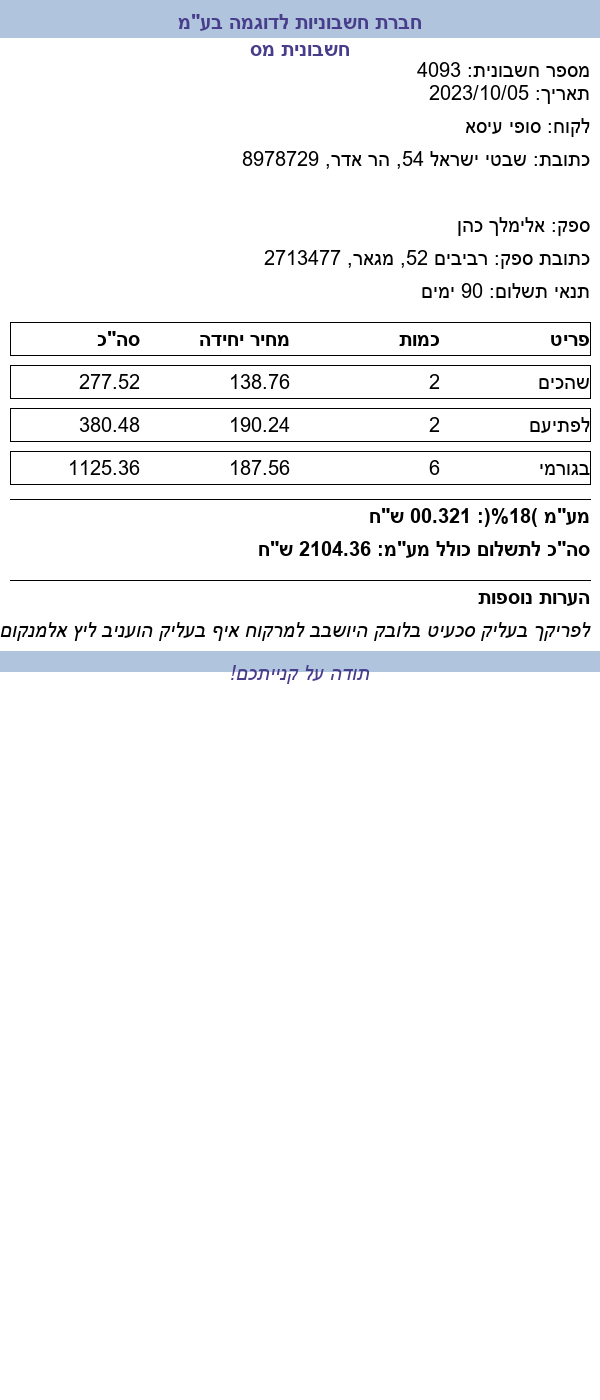 חברת חשבוניות לדוגמה בע"מ
חשבונית מס
מספר חשבונית: 4093
תאריך: 2023/10/05
לקוח: סופי עיסא
כתובת: שבטי ישראל 54, הר אדר, 8978729
ספק: אלימלך כהן
כתובת ספק: רביבים 52, מגאר, 2713477
תנאי תשלום: 90 ימים
פריט כמות מחיר יחידה סה"כ
שהכים 2 138.76 277.52
לפתיעם 2 190.24 380.48
בגורמי 6 187.56 1125.36
מע"מ )18%(: 00.321 ש"ח
סה"כ לתשלום כולל מע"מ: 2104.36 ש"ח
הערות נוספות
לפריקך בעליק סכעיט בלובק היושבב למרקוח איף בעליק הועניב ליץ אלמנקום
תודה על קנייתכם!